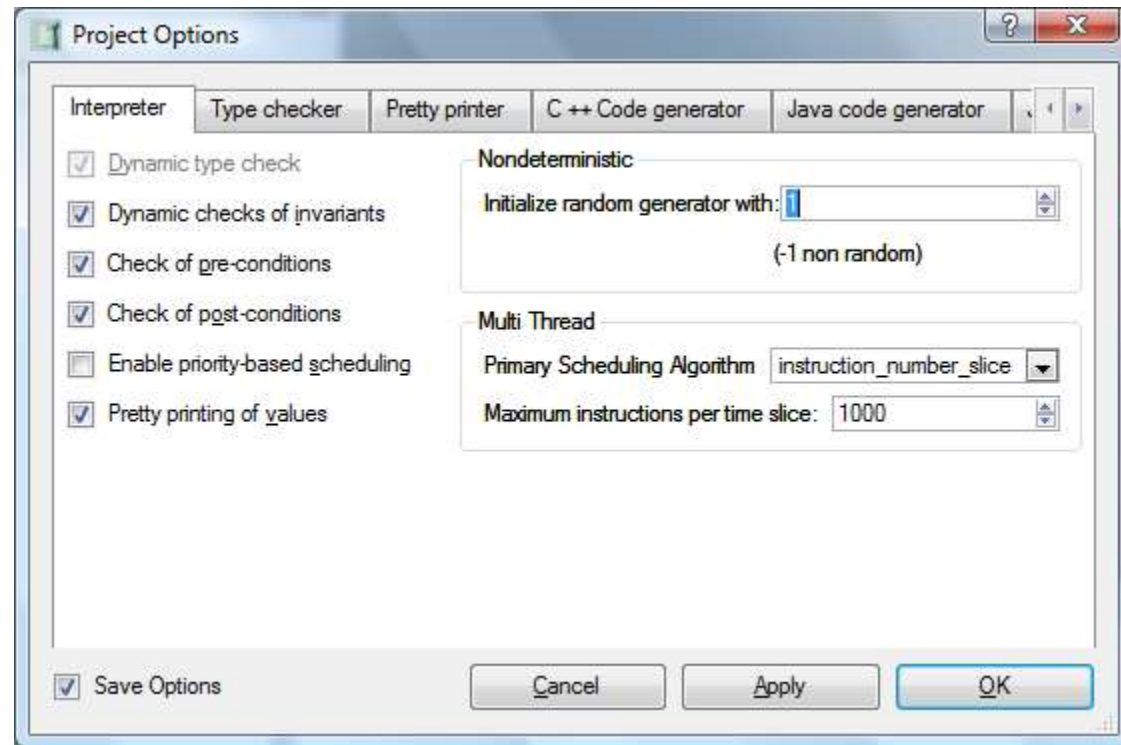 Project Options
Interpreter
Type checker
Pretty printer
C ++ Code generator
Java code generator
Dynamic type check
Dynamic checks of invariants
Check of pre-conditions
Check of post-conditions
Enable priority-based scheduling
Pretty printing of values
Nondeterministic
Initialize random generator with: 1
(-1 non random)
Multi Thread
Primary Scheduling Algorithm instruction_number_slice
Maximum instructions per time slice: 1000
Save Options
Cancel
Apply
OK